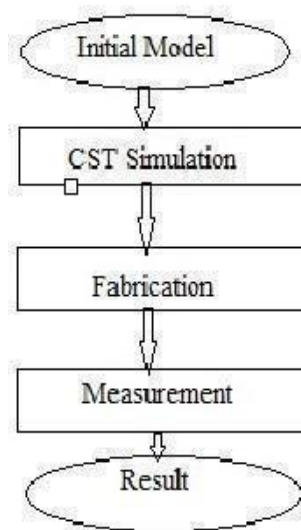 Initial Model
CST Simulation
Fabrication
Measurement
Result